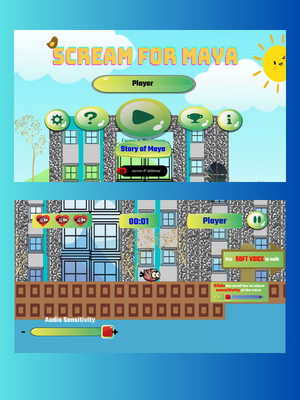 SCREAM FOR MAYA
Player
Story of Maya
server IP Address
00:01
Player
Use SOFT VOICE to walk
Slide the scroll bar to adjust
sensitivity of the voice
Audio Sensitivity
- +